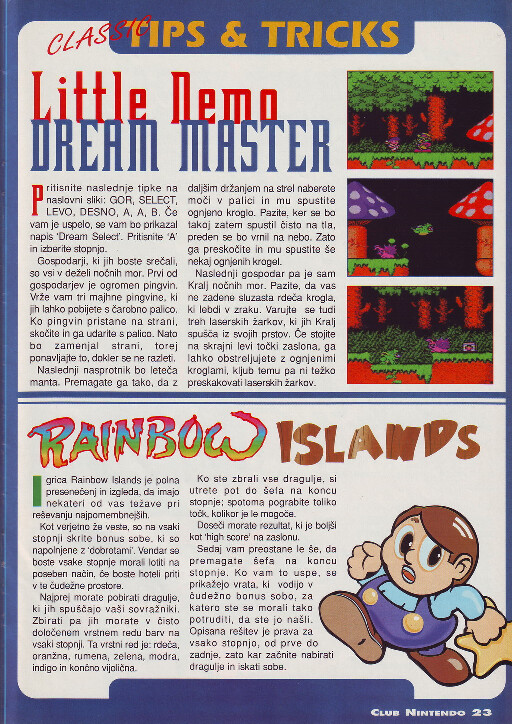 CLASSIC TIPS & TRICKS
Little Nemo
DREAM MASTER
Pritisnite naslednje tipke na
naslovni sliki: GOR, SELECT,
LEVO, DESNO, A, A, B. Če
vam je uspelo, se vam bo prikazal
napis 'Dream Select'. Pritisnite 'A'
in izberite stopnjo.
Gospodarji, ki jih boste srečali,
so vsi v deželi nočnih mor. Prvi od
gospodarjev je ogromen pingvin.
Vrže vam tri majhne pingvine, ki
jih lahko pobijete s čarobno palico.
Ko pingvin pristane na strani,
skočite in ga udarite s palico. Nato
bo zamenjal strani, torej
ponavljajte to, dokler se ne razleti.
Naslednji nasprotnik bo leteča
manta. Premagate ga tako, da z
daljšim držanjem na strel naberete
moči v palici in mu spustite
ognjeno kroglo. Pazite, ker se bo
takoj zatem spustil čisto na tla,
preden se bo vrnil na nebo. Zato
ga preskočite in mu spustite še
nekaj ognjenih krogel.
Naslednji gospodar pa je sam
Kralj nočnih mor. Pazite, da vas
ne zadene sluzasta rdeča krogla,
ki lebdi v zraku. Varujte se tudi
treh laserskih žarkov, ki jih Kralj
spušča iz svojih prstov. Če stojite
na skrajni levi točki zaslona, ga
lahko obstreljujete z ognjenimi
kroglami, kljub temu pa ni težko
preskakovati laserskih žarkov.
RAINBOW ISLANDS
Igrica Rainbow Islands je polna
presenečenj in izgleda, da imajo
nekateri od vas težave pri
reševanju najpomembnejših.
Kot verjetno že veste, so na vsaki
stopnji skrite bonus sobe, ki so
napolnjene z 'dobrotami'. Vendar se
boste vsake stopnje morali lotiti na
poseben način, če boste hoteli priti
v te čudežne prostore.
Najprej morate pobirati dragulje,
ki jih spuščajo vaši sovražniki.
Zbirati pa jih morate v čisto
določenem vrstnem redu barv na
vsaki stopnji. Ta vrstni red je: rdeča,
oranžna, rumena, zelena, modra,
indigo in končno vijolična.
Ko ste zbrali vse dragulje, si
utrete pot do šefa na koncu
stopnje; spotoma pograbite toliko
točk, kolikor je le mogoče.
Doseči morate rezultat, ki je boljši
kot 'high score' na zaslonu.
Sedaj vam preostane le še, da
premagate šefa na koncu
stopnje. Ko vam to uspe, se
prikažejo vrata, ki vodijo v
čudežno bonus sobo, za
katero ste se morali tako
potruditi, da ste jo našli.
Opisana rešitev je prava za
vsako stopnjo, od prve do
zadnje, zato kar začnite nabirati
dragulje in iskati sobe.
CLUB NINTENDO 23